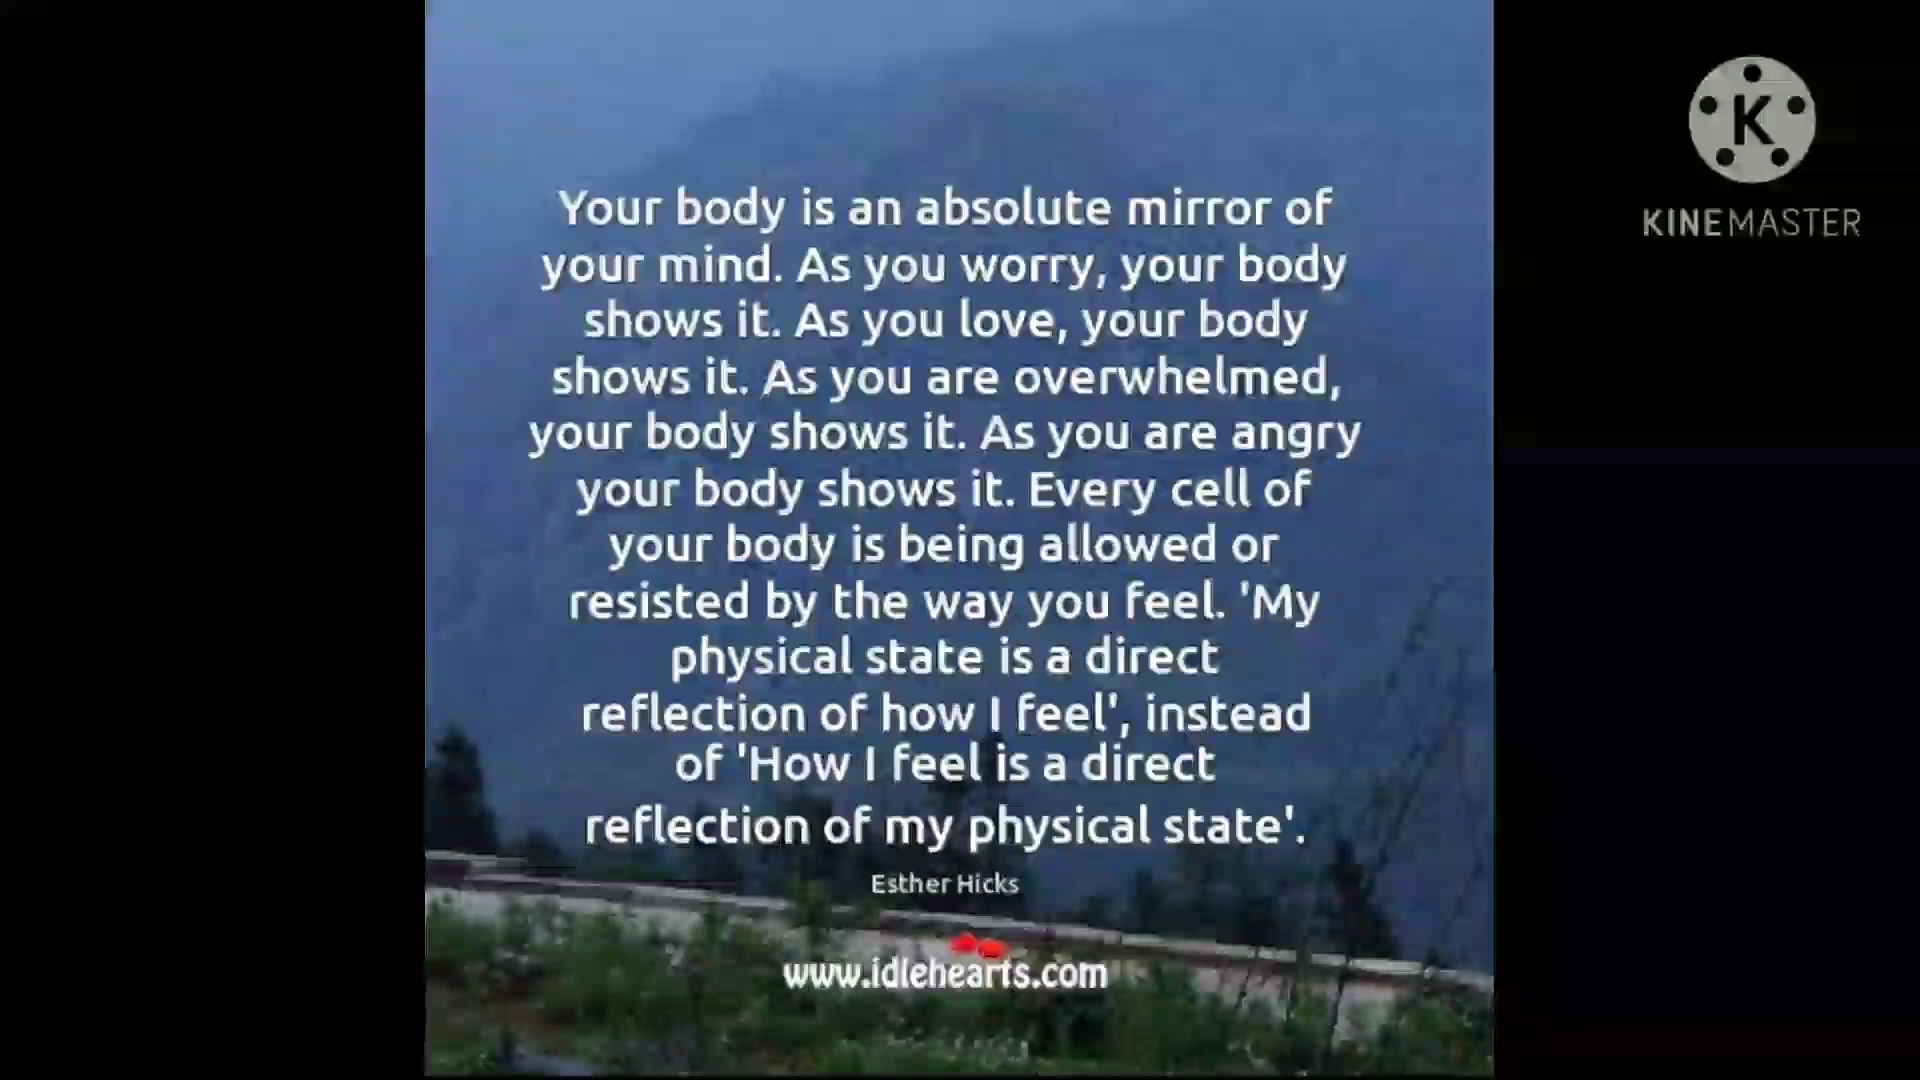 Your body is an absolute mirror of
your mind. As you worry, your body
shows it. As you love, your body
shows it. As you are overwhelmed,
your body shows it. As you are angry
your body shows it. Every cell of
your body is being allowed or
resisted by the way you feel. 'My
physical state is a direct
reflection of how I feel', instead
of 'How I feel is a direct
reflection of my physical state'.
Esther Hicks
www.idlehearts.com
K
KINEMASTER